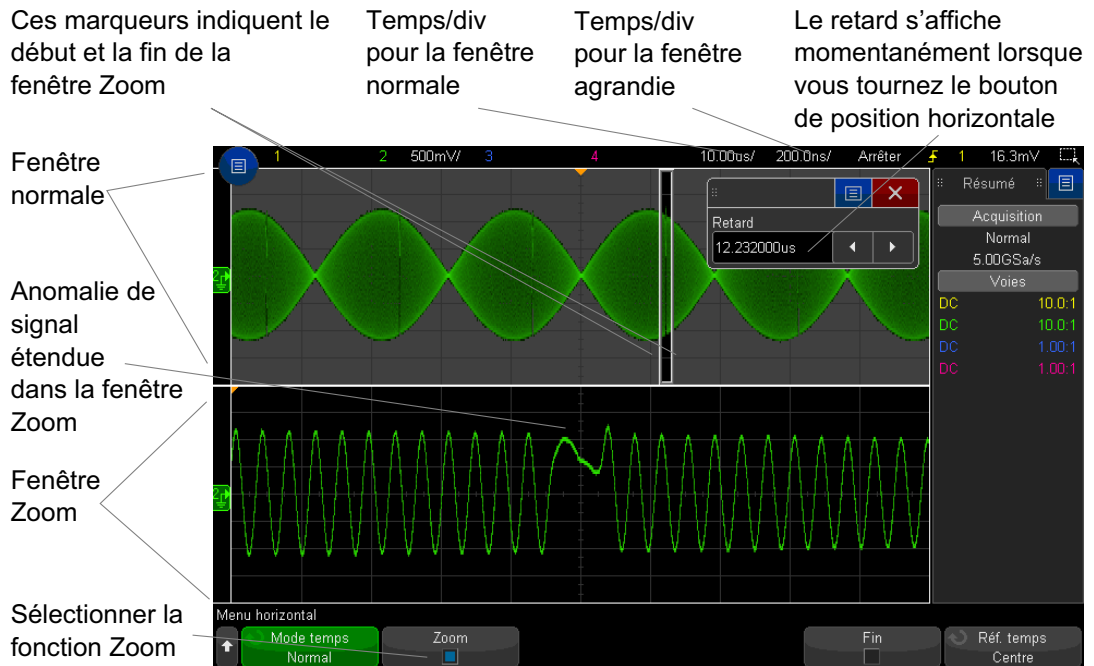 Ces marqueurs indiquent le
début et la fin de la
fenêtre Zoom
Temps/div
pour la fenêtre
normale
Temps/div
pour la fenêtre
agrandie
Le retard s'affiche
momentanément lorsque
vous tournez le bouton
de position horizontale
Fenêtre
normale
Anomalie de
signal
étendue
dans la fenêtre
Zoom
Fenêtre
Zoom
Sélectionner la
fonction Zoom
1 2 500mV/ 3 4 10.00us/ 200.0ns/ Arrêter 1 16.3mV
Retard
12.232000us
Résumé
Acquisition
Normal
5.00GSa/s
Voies
DC 10.0:1
DC 10.0:1
DC 1.00:1
DC 1.00:1
2
2
Menu horizontal
Mode temps
Normal
Zoom
Fin
Réf. temps
Centre